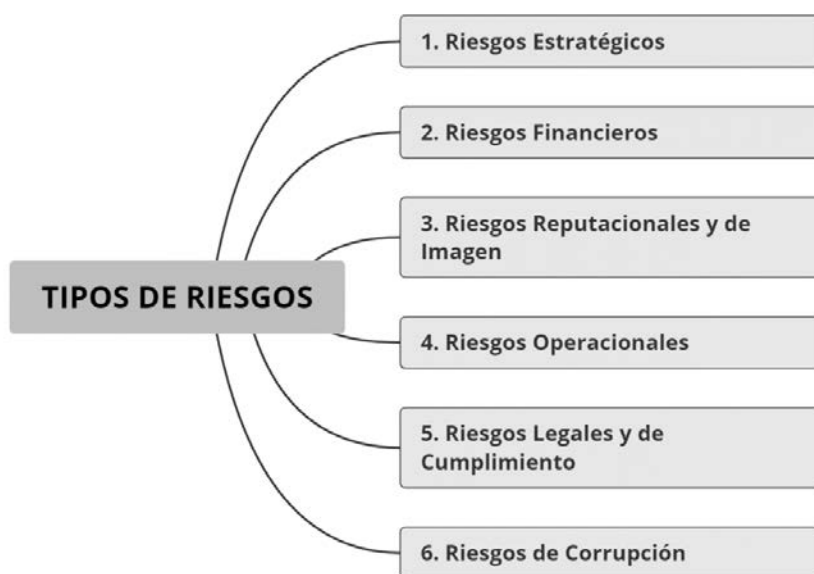 1. Riesgos Estratégicos
2. Riesgos Financieros
3. Riesgos Reputacionales y de
Imagen
TIPOS DE RIESGOS
4. Riesgos Operacionales
5. Riesgos Legales y de
Cumplimiento
6. Riesgos de Corrupción